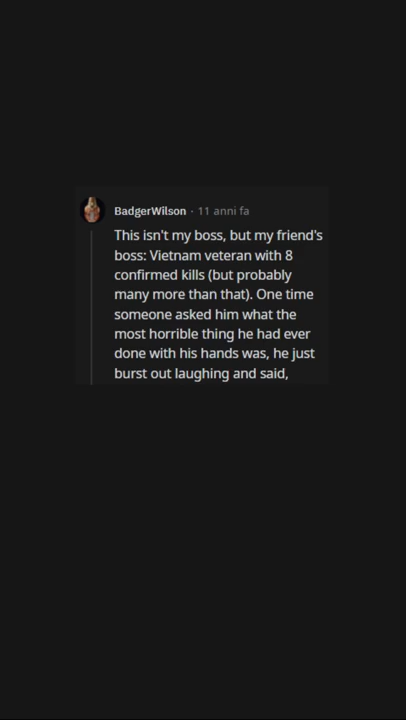 BadgerWilson · 11 anni fa
This isn't my boss, but my friend's
boss: Vietnam veteran with 8
confirmed kills (but probably
many more than that). One time
someone asked him what the
most horrible thing he had ever
done with his hands was, he just
burst out laughing and said,